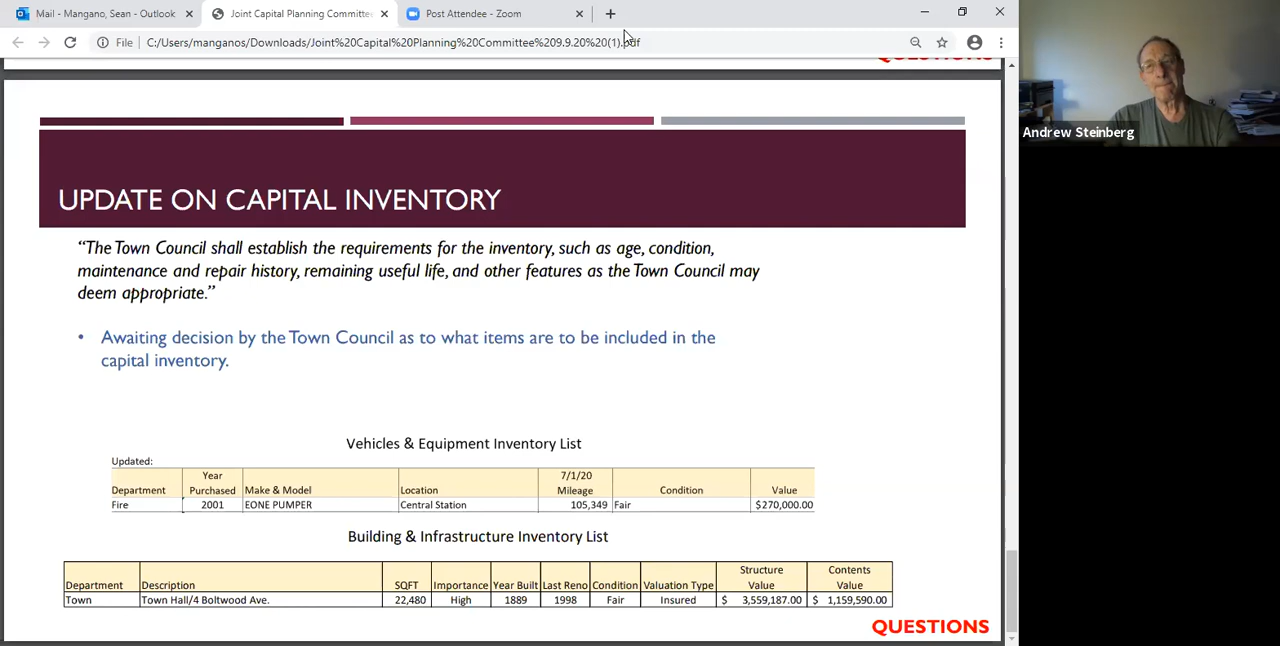 Mail - Mangano, Sean - Outlook
Joint Capital Planning Committee
Post Attendee - Zoom
File
C:/Users/manganos/Downloads/Joint%20Capital%20Planning%20Committee%209.9.20%20(1).pdf
QUESTIONS
Andrew Steinberg
UPDATE ON CAPITAL INVENTORY
“The Town Council shall establish the requirements for the inventory, such as age, condition,
maintenance and repair history, remaining useful life, and other features as the Town Council may
deem appropriate.”
• Awaiting decision by the Town Council as to what items are to be included in the
capital inventory.
Vehicles & Equipment Inventory List
Updated:
Year 7/1/20
Department Purchased Make & Model Location Mileage Condition Value
Fire 2001 EONE PUMPER Central Station 105,349 Fair $270,000.00
Building & Infrastructure Inventory List
Structure Contents
Department Description SQFT Importance Year Built Last Reno Condition Valuation Type Value Value
Town Town Hall/4 Boltwood Ave. 22,480 High 1889 1998 Fair Insured $ 3,559,187.00 $ 1,159,590.00
QUESTIONS